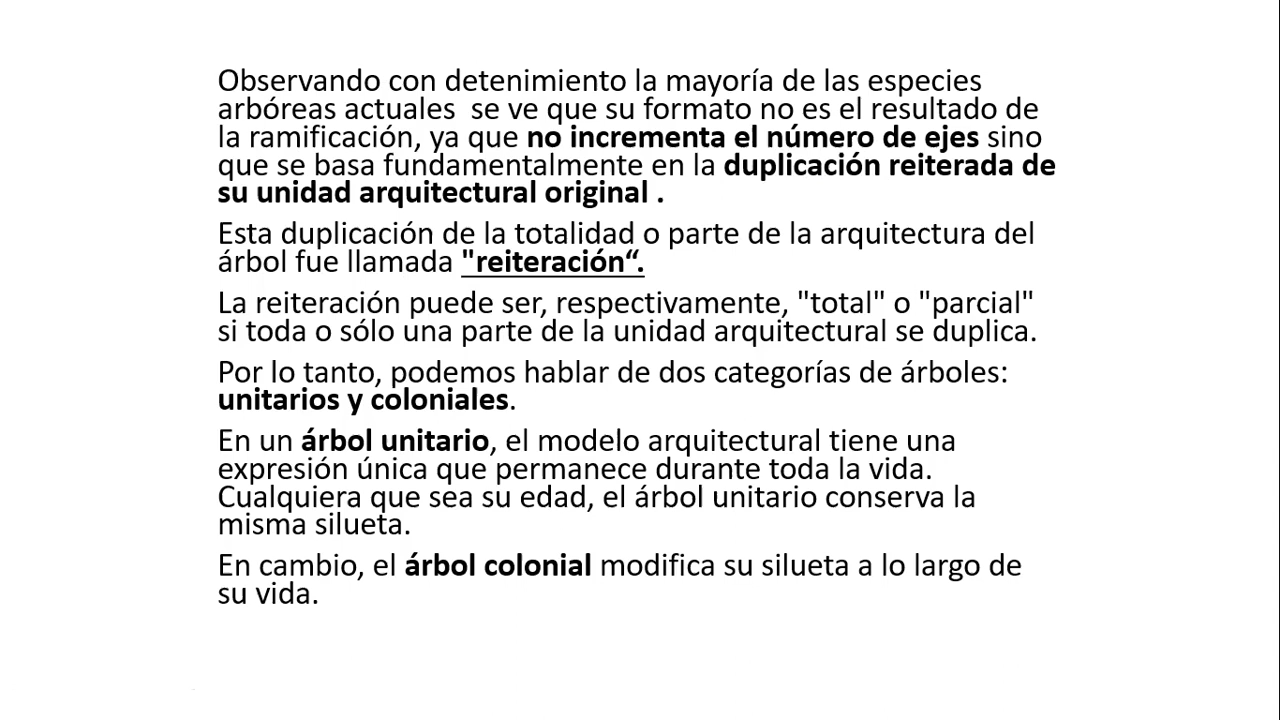 Observando con detenimiento la mayoría de las especies
arbóreas actuales  se ve que su formato no es el resultado de
la ramificación, ya que no incrementa el número de ejes sino
que se basa fundamentalmente en la duplicación reiterada de
su unidad arquitectural original .
Esta duplicación de la totalidad o parte de la arquitectura del
árbol fue llamada "reiteración“.
La reiteración puede ser, respectivamente, "total" o "parcial"
si toda o sólo una parte de la unidad arquitectural se duplica.
Por lo tanto, podemos hablar de dos categorías de árboles:
unitarios y coloniales.
En un árbol unitario, el modelo arquitectural tiene una
expresión única que permanece durante toda la vida.
Cualquiera que sea su edad, el árbol unitario conserva la
misma silueta.
En cambio, el árbol colonial modifica su silueta a lo largo de
su vida.